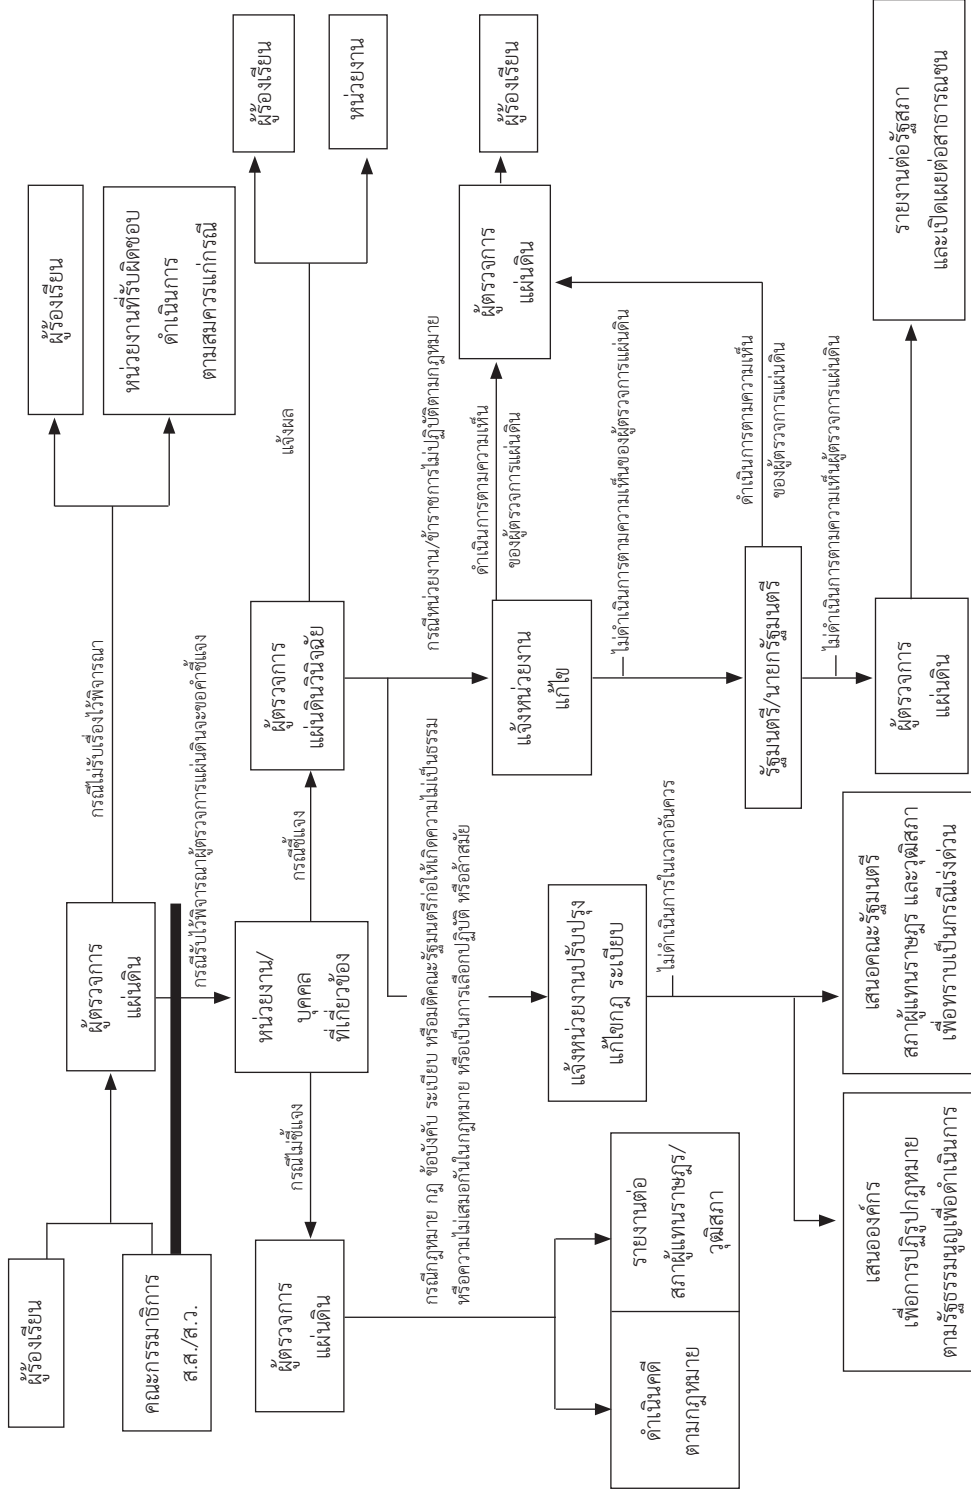 ผู้ร้องเรียน
คณะกรรมาธิการ
ส.ส./ส.ว.
ผู้ตรวจการ
แผ่นดิน
กรณีไม่รับเรื่องไว้พิจารณา
ผู้ร้องเรียน
หน่วยงานที่รับผิดชอบ
ดำเนินการ
ตามสมควรแก่กรณี
กรณีรับไว้พิจารณาผู้ตรวจการแผ่นดินจะขอคำชี้แจง
หน่วยงาน/
บุคคล
ที่เกี่ยวข้อง
กรณีไม่ชี้แจง
กรณีชี้แจง
ผู้ตรวจการ
แผ่นดิน
ผู้ตรวจการ
แผ่นดินวินิจฉัย
แจ้งผล
ผู้ร้องเรียน
หน่วยงาน
กรณีกฎหมาย กฎ ข้อบังคับ ระเบียบ หรือมติคณะรัฐมนตรีก่อให้เกิดความไม่เป็นธรรม
หรือความไม่เสมอกันในกฎหมาย หรือเป็นการเลือกปฏิบัติ หรือล้าสมัย
กรณีหน่วยงาน/ข้าราชการไม่ปฏิบัติตามกฎหมาย
ดำเนินคดี
ตามกฎหมาย
รายงานต่อ
สภาผู้แทนราษฎร/
วุฒิสภา
แจ้งหน่วยงานปรับปรุง
แก้ไขกฎ ระเบียบ
แจ้งหน่วยงาน
แก้ไข
ดำเนินการตามความเห็น
ของผู้ตรวจการแผ่นดิน
ผู้ตรวจการ
แผ่นดิน
ผู้ร้องเรียน
ไม่ดำเนินการในเวลาอันควร
ไม่ดำเนินการตามความเห็นของผู้ตรวจการแผ่นดิน
รัฐมนตรี/นายกรัฐมนตรี
ดำเนินการตามความเห็น
ของผู้ตรวจการแผ่นดิน
ไม่ดำเนินการตามความเห็นผู้ตรวจการแผ่นดิน
เสนอองค์กร
เพื่อการปฏิรูปกฎหมาย
ตามรัฐธรรมนูญเพื่อดำเนินการ
เสนอคณะรัฐมนตรี
สภาผู้แทนราษฎร และวุฒิสภา
เพื่อทราบเป็นกรณีเร่งด่วน
ผู้ตรวจการ
แผ่นดิน
รายงานต่อรัฐสภา
และเปิดเผยต่อสาธารณชน